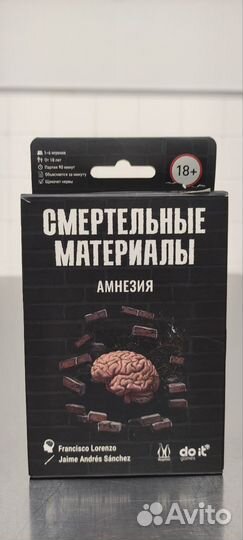 1–6 игроков
От 18 лет
Партия 90 минут
Объясняется за минуту
Щекочет нервы
18+
СМЕРТЕЛЬНЫЕ
МАТЕРИАЛЫ
АМНЕЗИЯ
Francisco Lorenzo
Jaime Andrés Sánchez
do it
games
Avito